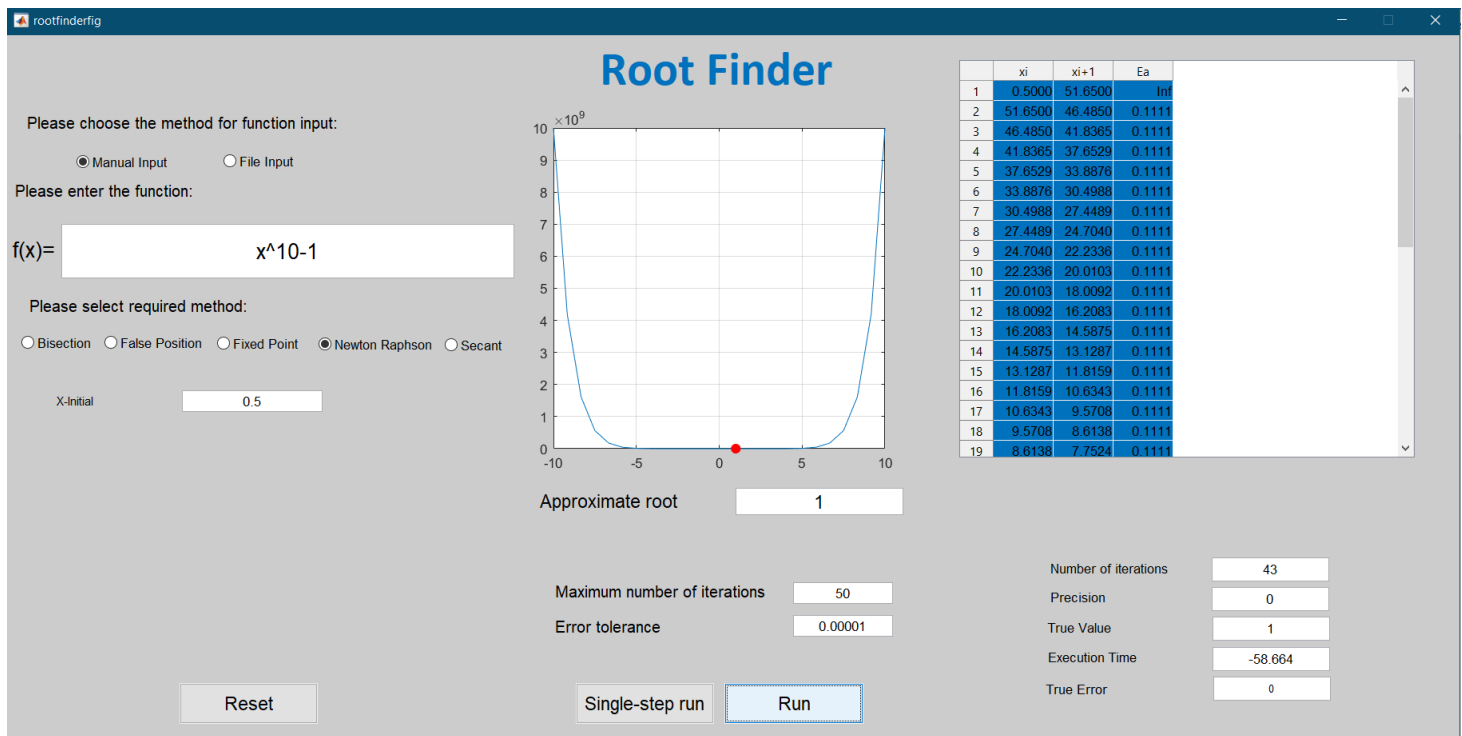 rootfinderfig
Root Finder
Please choose the method for function input:
Manual Input File Input
Please enter the function:
f(x)= x^10-1
Please select required method:
Bisection False Position Fixed Point Newton Raphson Secant
X-Initial 0.5
×10^9
10
9
8
7
6
5
4
3
2
1
0
-10 -5 0 5 10
Approximate root 1
Maximum number of iterations 50
Error tolerance 0.00001
Reset
Single-step run
Run
xi xi+1 Ea
1 0.5000 51.6500 Inf
2 51.6500 46.4850 0.1111
3 46.4850 41.8365 0.1111
4 41.8365 37.6529 0.1111
5 37.6529 33.8876 0.1111
6 33.8876 30.4988 0.1111
7 30.4988 27.4489 0.1111
8 27.4489 24.7040 0.1111
9 24.7040 22.2336 0.1111
10 22.2336 20.0103 0.1111
11 20.0103 18.0092 0.1111
12 18.0092 16.2083 0.1111
13 16.2083 14.5875 0.1111
14 14.5875 13.1287 0.1111
15 13.1287 11.8159 0.1111
16 11.8159 10.6343 0.1111
17 10.6343 9.5708 0.1111
18 9.5708 8.6138 0.1111
19 8.6138 7.7524 0.1111
Number of iterations 43
Precision 0
True Value 1
Execution Time -58.664
True Error 0